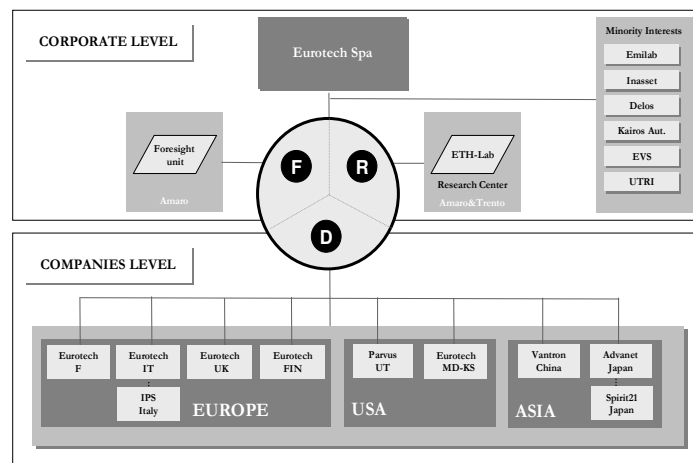 CORPORATE LEVEL
Eurotech Spa
Minority Interests
Emilab
Inasset
Delos
Kairos Aut.
EVS
UTRI
Foresight
unit
Amaro
F
R
D
ETH-Lab
Research Center
Amaro&Trento
COMPANIES LEVEL
Eurotech
F
Eurotech
IT
IPS
Italy
Eurotech
UK
Eurotech
FIN
EUROPE
Parvus
UT
Eurotech
MD-KS
USA
Vantron
China
Advanet
Japan
Spirit21
Japan
ASIA